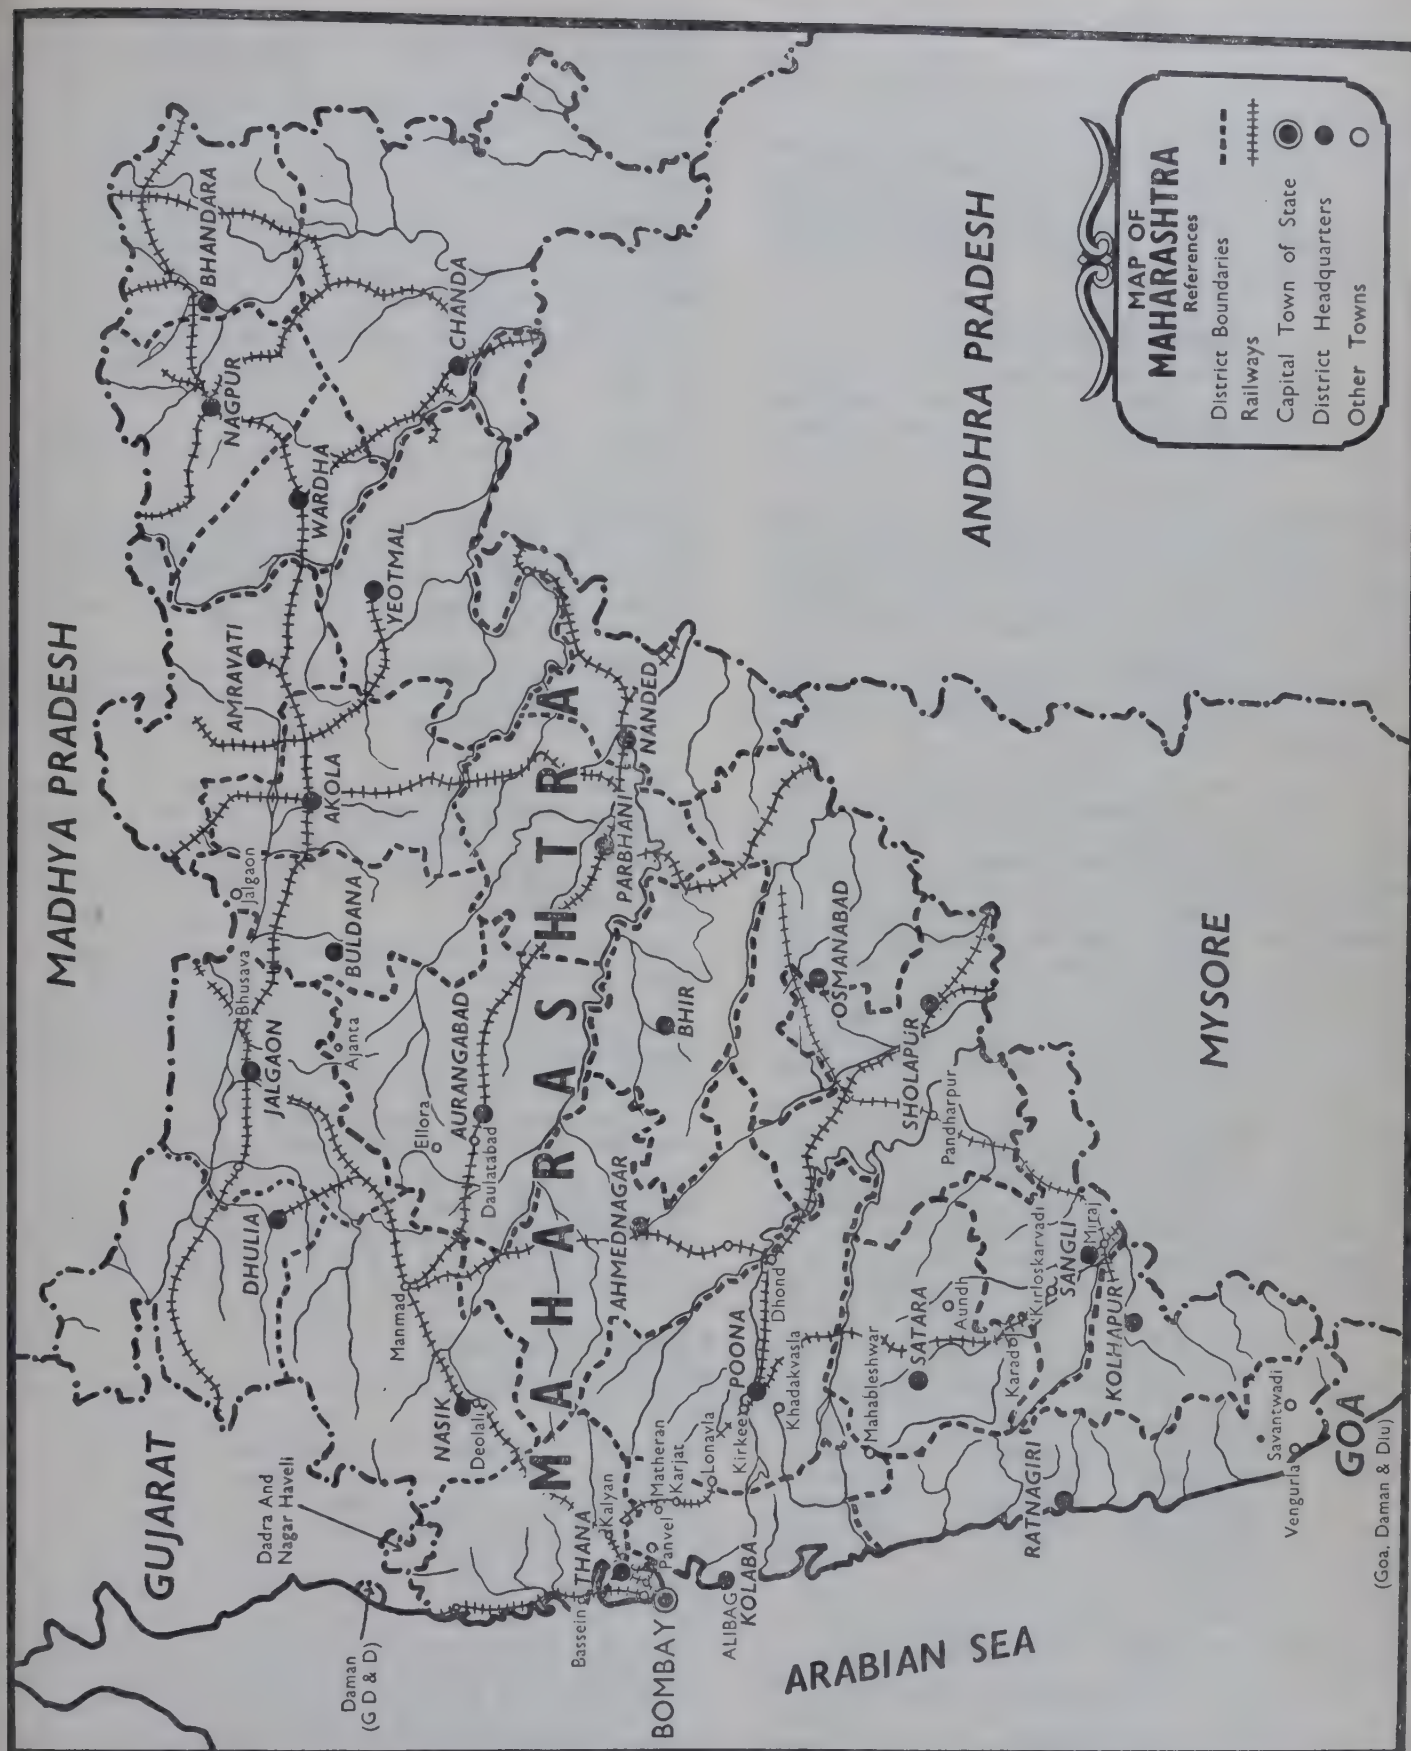 MADHYA PRADESH
GUJARAT
Dadra And
Nagar Haveli
Daman
(G D & D)
BHANDARA
NAGPUR
WARDHA
CHANDA
YEOTMAL
AMRAVATI
AKOLA
BULDANA
Jalgaon
Bhusava
JALGAON
Ajanta
DHULIA
Ellora
AURANGABAD
Daulatabad
Manmad
NASIK
Deolali
MAHARASHTRA
NANDED
PARBHANI
BHIR
OSMANABAD
AHMEDNAGAR
SHOLAPUR
Pandharpur
THANA
Bassein
Kalyan
BOMBAY
Matheran
Karjat
Panvel
Lonavla
Kirkee
POONA
Dhond
Khadakvasla
ALIBAG
KOLABA
Mahableshwar
SATARA
Aundh
Karad
Kirloskarvadi
SANGLI
Miraj
KOLHAPUR
RATNAGIRI
Savantwadi
Vengurla
GOA
(Goa, Daman & Diu)
ARABIAN SEA
MYSORE
ANDHRA PRADESH
MAP OF
MAHARASHTRA
References
District Boundaries
Railways
Capital Town of State
District Headquarters
Other Towns